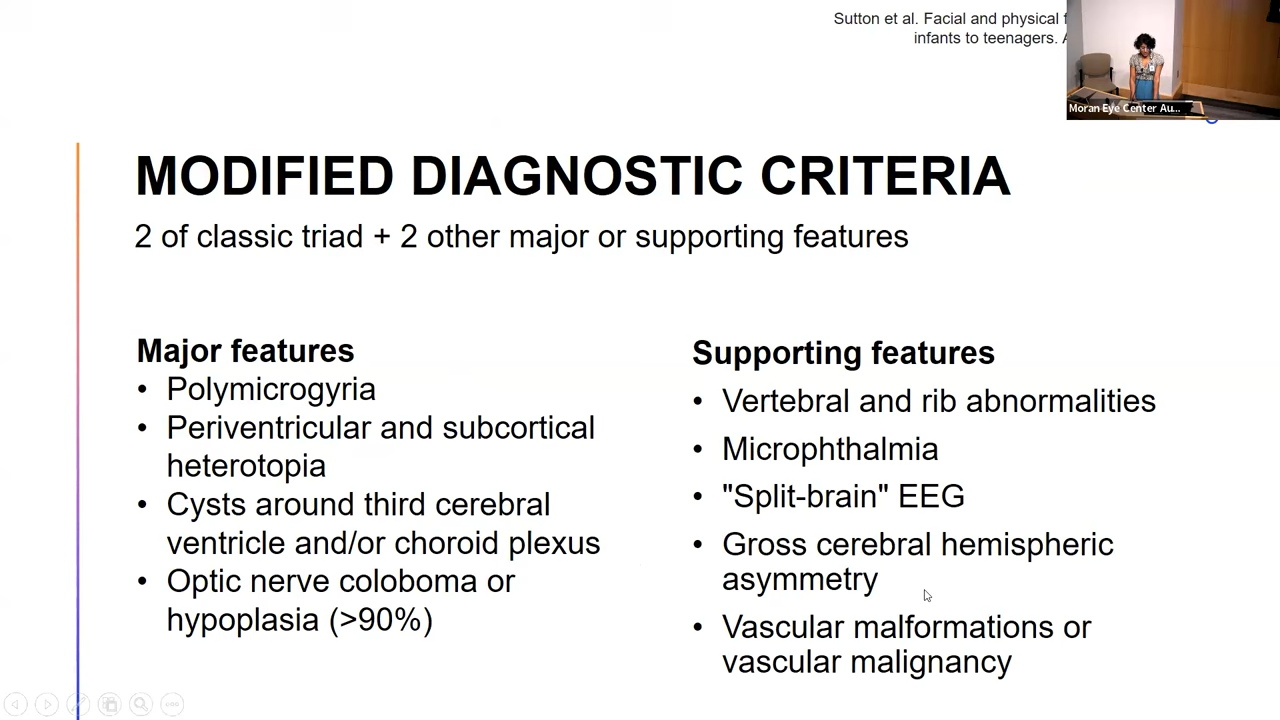 Sutton et al. Facial and physical
infants to teenagers.
Moran Eye Center Au...
MODIFIED DIAGNOSTIC CRITERIA
2 of classic triad + 2 other major or supporting features
Major features
• Polymicrogyria
• Periventricular and subcortical
heterotopia
• Cysts around third cerebral
ventricle and/or choroid plexus
• Optic nerve coloboma or
hypoplasia (>90%)
Supporting features
• Vertebral and rib abnormalities
• Microphthalmia
• "Split-brain" EEG
• Gross cerebral hemispheric
asymmetry
• Vascular malformations or
vascular malignancy